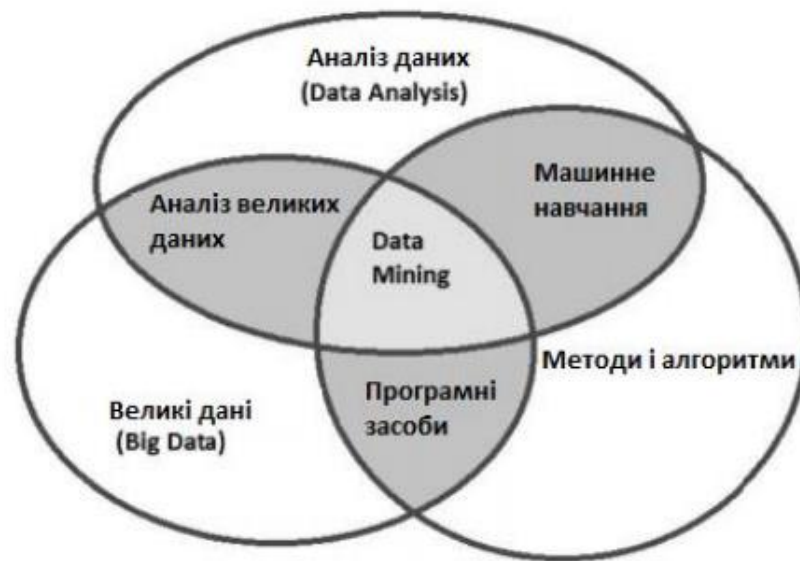 Аналіз даних
(Data Analysis)
Машинне
навчання
Аналіз великих
даних
Data
Mining
Методи і алгоритми
Програмні
засоби
Великі дані
(Big Data)